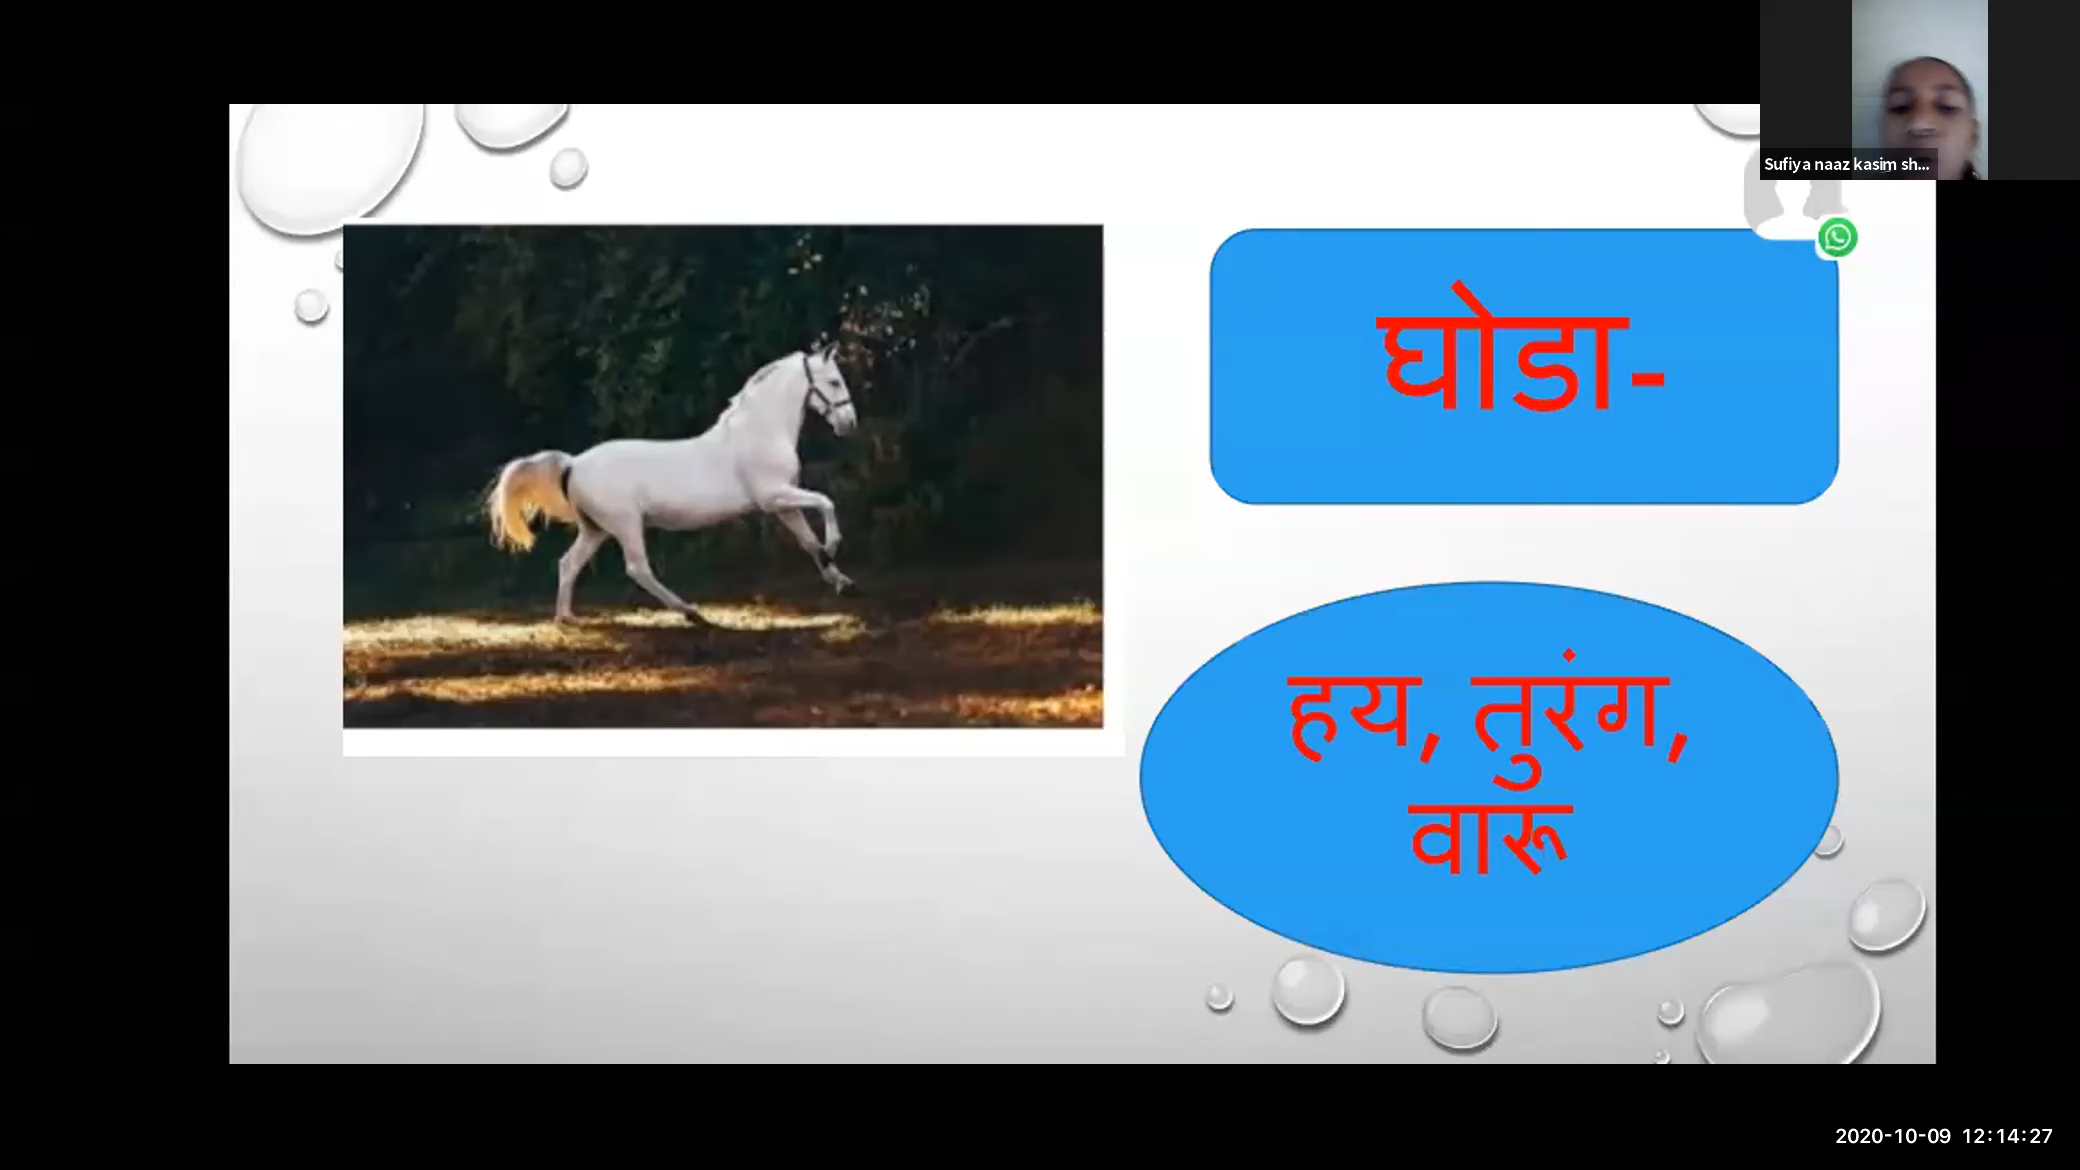 Sufiya naaz kasim sh...
घोडा-
हय, तुरंग,
वारू
2020-10-09 12:14:27